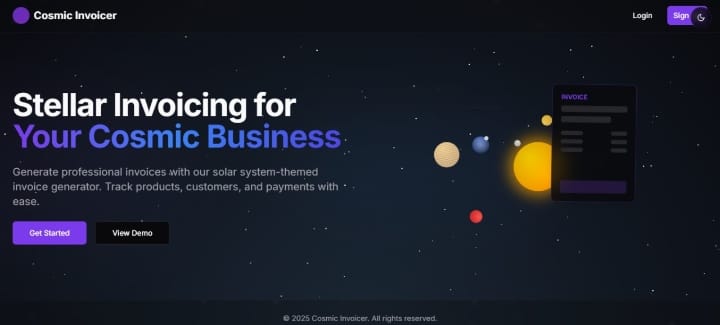 Cosmic Invoicer
Login
Sign
Stellar Invoicing for
Your Cosmic Business
Generate professional invoices with our solar system-themed
invoice generator. Track products, customers, and payments with
ease.
Get Started
View Demo
INVOICE
© 2025 Cosmic Invoicer. All rights reserved.